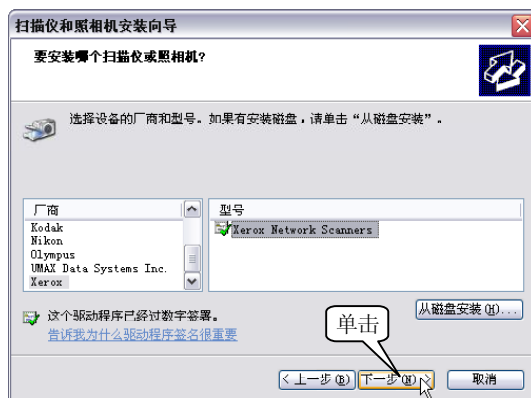 扫描仪和照相机安装向导
要安装哪个扫描仪或照相机?
选择设备的厂商和型号。如果有安装磁盘,请单击“从磁盘安装”。
厂商
Kodak
Nikon
Olympus
UMAX Data Systems Inc.
Xerox
型号
Xerox Network Scanners
这个驱动程序已经过数字签署。
告诉我为什么驱动程序签名很重要
从磁盘安装(H)...
单击
< 上一步(B)
下一步(N) >
取消